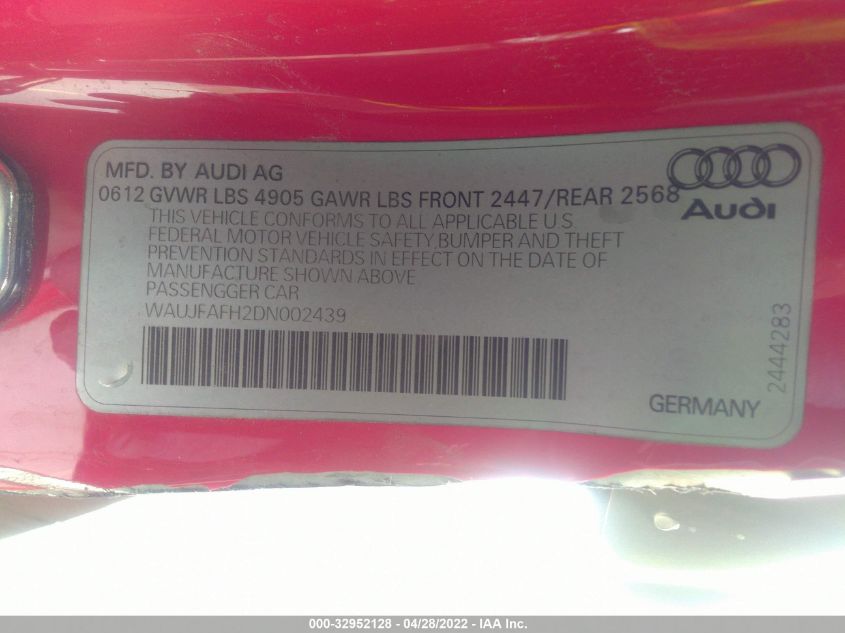 MFD. BY AUDI AG
0612 GVWR LBS 4905 GAWR LBS FRONT 2447/REAR 2568
Audi
THIS VEHICLE CONFORMS TO ALL APPLICABLE U.S.
FEDERAL MOTOR VEHICLE SAFETY, BUMPER AND THEFT
PREVENTION STANDARDS IN EFFECT ON THE DATE OF
MANUFACTURE SHOWN ABOVE
PASSENGGER CAR
WAUJFAFH2DN002439
2444283
GERMANY
000-32952128 - 04/28/2022 - IAA Inc.